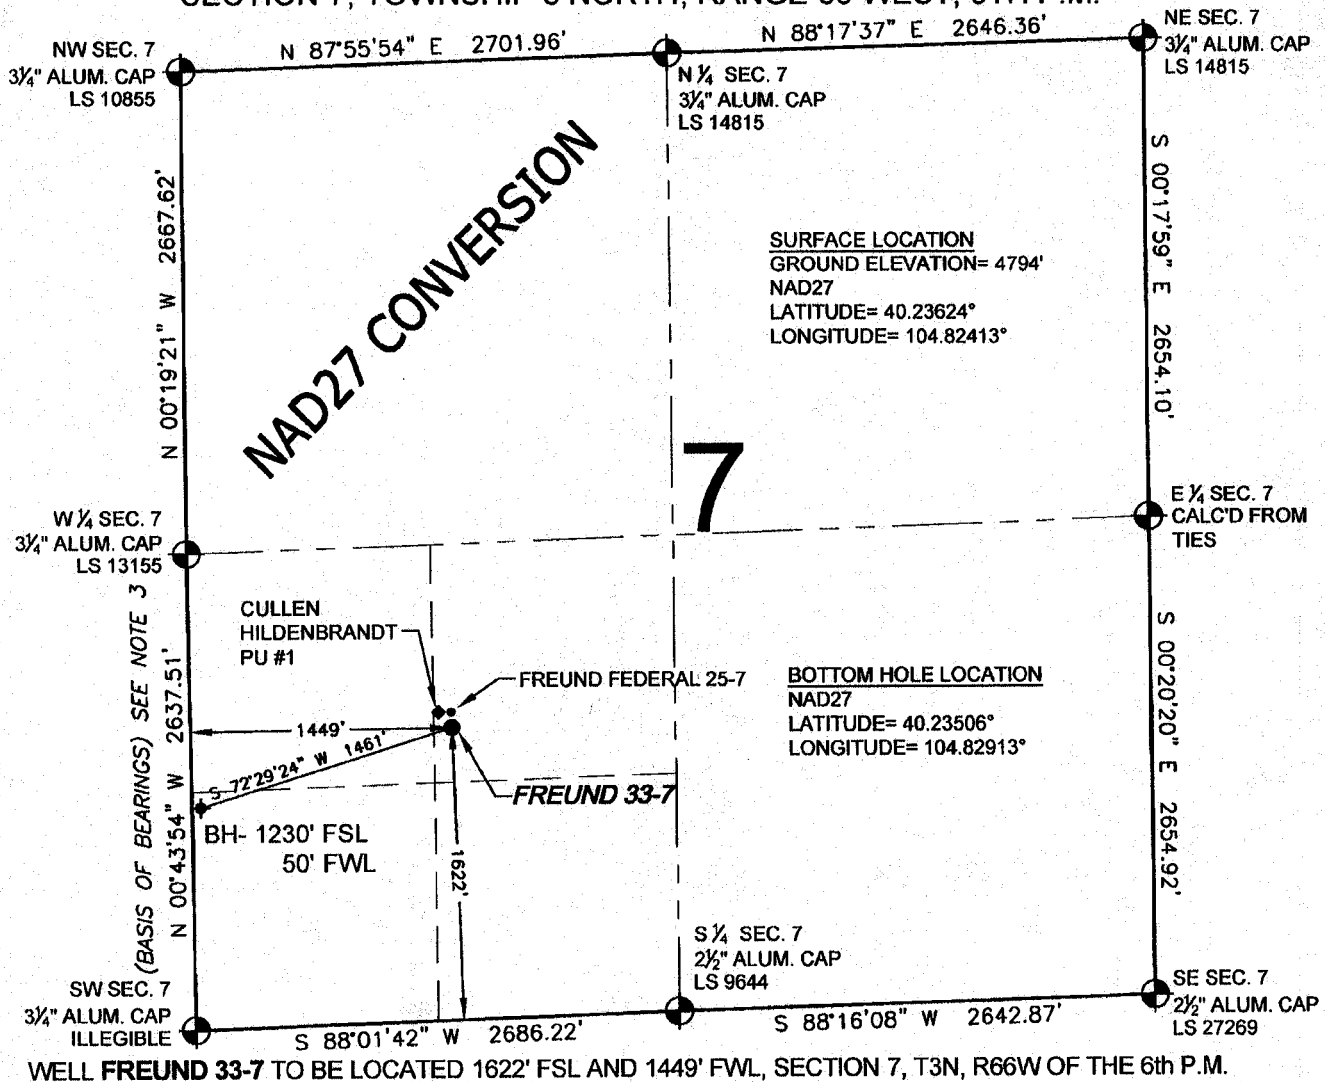 N 87°55'54" E 2701.96'
N 88°17'37" E 2646.36'
NW SEC. 7
3¼" ALUM. CAP
LS 10855
N ¼ SEC. 7
3¼" ALUM. CAP
LS 14815
NE SEC. 7
3¼" ALUM. CAP
LS 14815
N 00°19'21" W 2667.62'
NAD27 CONVERSION
SURFACE LOCATION
GROUND ELEVATION= 4794'
NAD27
LATITUDE= 40.23624°
LONGITUDE= 104.82413°
S 00°17'59" E 2654.10'
7
W ¼ SEC. 7
3¼" ALUM. CAP
LS 13155
E ¼ SEC. 7
CALC'D FROM
TIES
(BASIS OF BEARINGS) SEE NOTE 3
N 00°43'54" W 2637.51'
CULLEN
HILDENBRANDT
PU #1
FREUND FEDERAL 25-7
1449'
S 72°29'24" W 1461'
FREUND 33-7
BH- 1230' FSL
50' FWL
1622'
BOTTOM HOLE LOCATION
NAD27
LATITUDE= 40.23506°
LONGITUDE= 104.82913°
S 00°20'20" E 2654.92'
SW SEC. 7
3¼" ALUM. CAP
ILLEGIBLE
S ¼ SEC. 7
2½" ALUM. CAP
LS 9644
SE SEC. 7
2½" ALUM. CAP
LS 27269
S 88°01'42" W 2686.22'
S 88°16'08" W 2642.87'
WELL FREUND 33-7 TO BE LOCATED 1622' FSL AND 1449' FWL, SECTION 7, T3N, R66W OF THE 6th P.M.